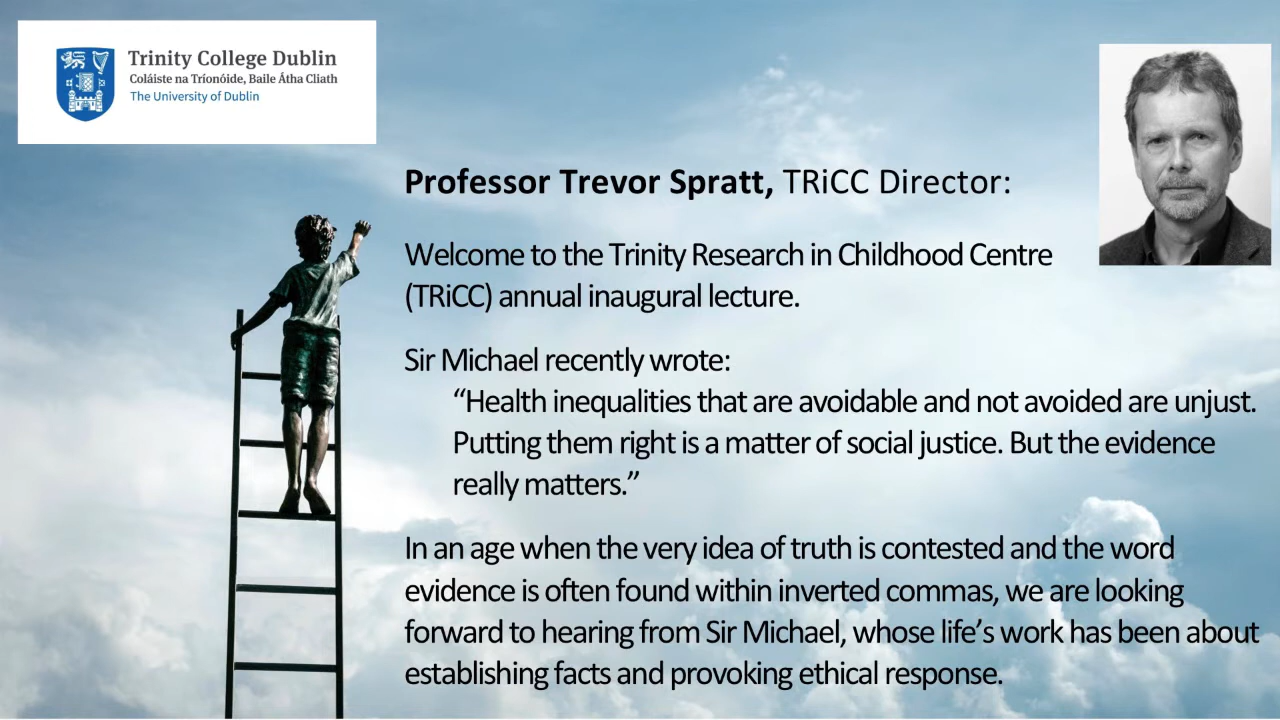 Trinity College Dublin
Coláiste na Tríonóide, Baile Átha Cliath
The University of Dublin
Professor Trevor Spratt, TRiCC Director:
Welcome to the Trinity Research in Childhood Centre
(TRiCC) annual inaugural lecture.
Sir Michael recently wrote:
“Health inequalities that are avoidable and not avoided are unjust.
Putting them right is a matter of social justice. But the evidence
really matters.”
In an age when the very idea of truth is contested and the word
evidence is often found within inverted commas, we are looking
forward to hearing from Sir Michael, whose life’s work has been about
establishing facts and provoking ethical response.